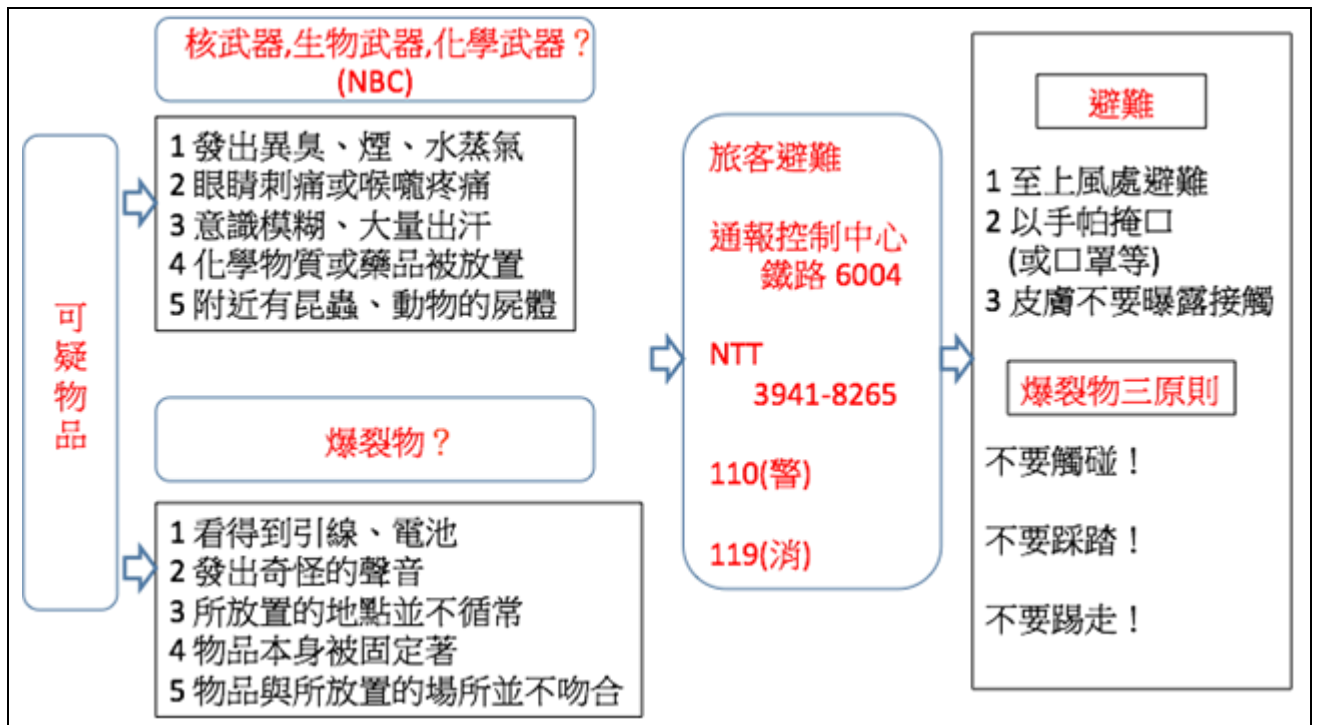 可疑物品
核武器,生物武器,化學武器？
(NBC)
1 發出異臭、煙、水蒸氣
2 眼睛刺痛或喉嚨疼痛
3 意識模糊、大量出汗
4 化學物質或藥品被放置
5 附近有昆蟲、動物的屍體
爆裂物？
1 看得到引線、電池
2 發出奇怪的聲音
3 所放置的地點並不循常
4 物品本身被固定著
5 物品與所放置的場所並不吻合
旅客避難
通報控制中心
鐵路 6004
NTT
3941-8265
110(警)
119(消)
避難
1 至上風處避難
2 以手帕掩口
(或口罩等)
3 皮膚不要曝露接觸
爆裂物三原則
不要觸碰！
不要踩踏！
不要踢走！